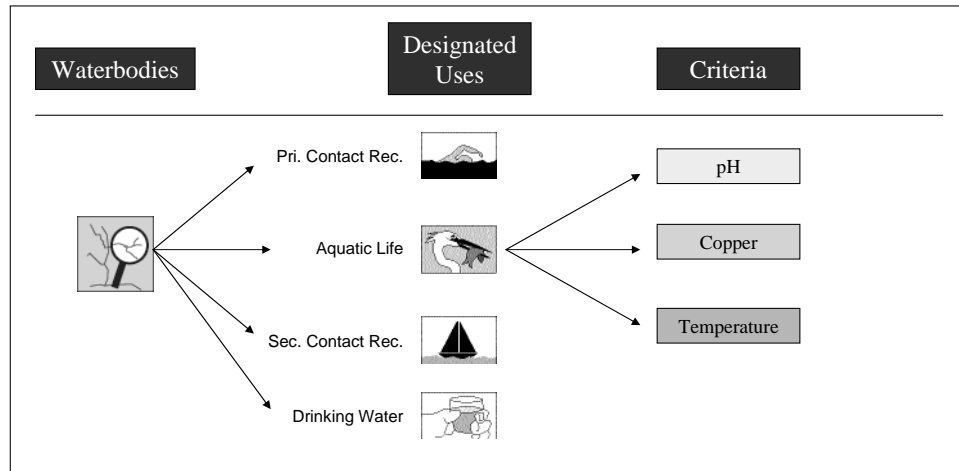 Waterbodies
Designated
Uses
Criteria
Pri. Contact Rec.
Aquatic Life
Sec. Contact Rec.
Drinking Water
pH
Copper
Temperature